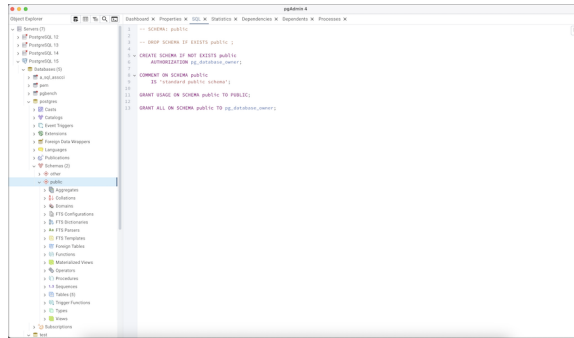 pgAdmin 4
Object Explorer
Dashboard Properties SQL Statistics Dependencies Dependents Processes
Servers (7)
PostgreSQL 12
PostgreSQL 13
PostgreSQL 14
PostgreSQL 15
Databases (5)
pem
pgbench
postgres
Casts
Catalogs
Event Triggers
Extensions
Foreign Data Wrappers
Languages
Publications
Schemas (2)
other
public
Aggregates
Collations
Domains
FTS Configurations
FTS Dictionaries
FTS Parsers
FTS Templates
Foreign Tables
Functions
Materialized Views
Operators
Procedures
1..3 Sequences
Trigger Functions
Types
Views
Subscriptions
test
-- SCHEMA: public
2
3 -- DROP SCHEMA IF EXISTS public ;
4
5 CREATE SCHEMA IF NOT EXISTS public
6 AUTHORIZATION pg_database_owner;
7
8 COMMENT ON SCHEMA public
9 IS 'standard public schema';
10
11 GRANT USAGE ON SCHEMA public TO PUBLIC;
12
13 GRANT ALL ON SCHEMA public TO pg_database_owner;